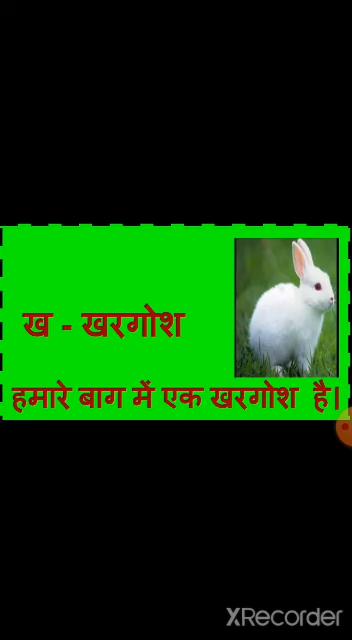 ख - खरगोश
हमारे बाग में एक खरगोश है।
XRecorder